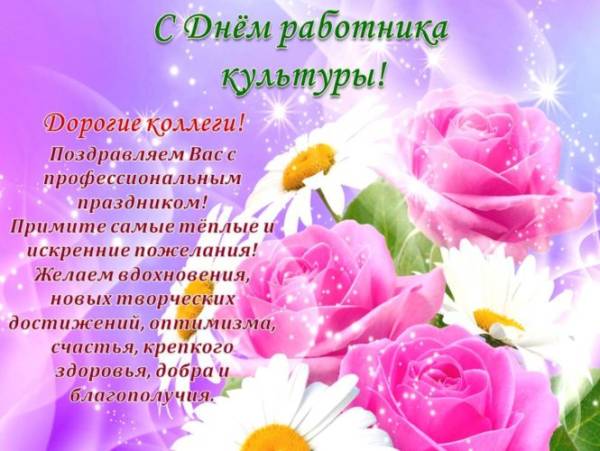 С Днём работника
культуры!
Дорогие коллеги!
Поздравляем Вас с
профессиональным
праздником!
Примите самые тёплые и
искренние пожелания!
Желаем вдохновения,
новых творческих
достижений, оптимизма,
счастья, крепкого
здоровья, добра и
благополучия.